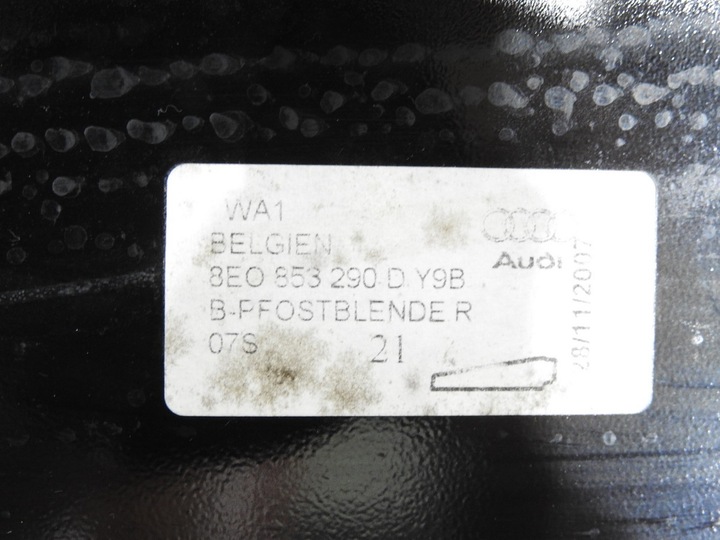 WA1
BELGIEN
8E0 853 290 D Y9B
B-PFOSTBLENDE R
07S 21
Audi
28/11/2007